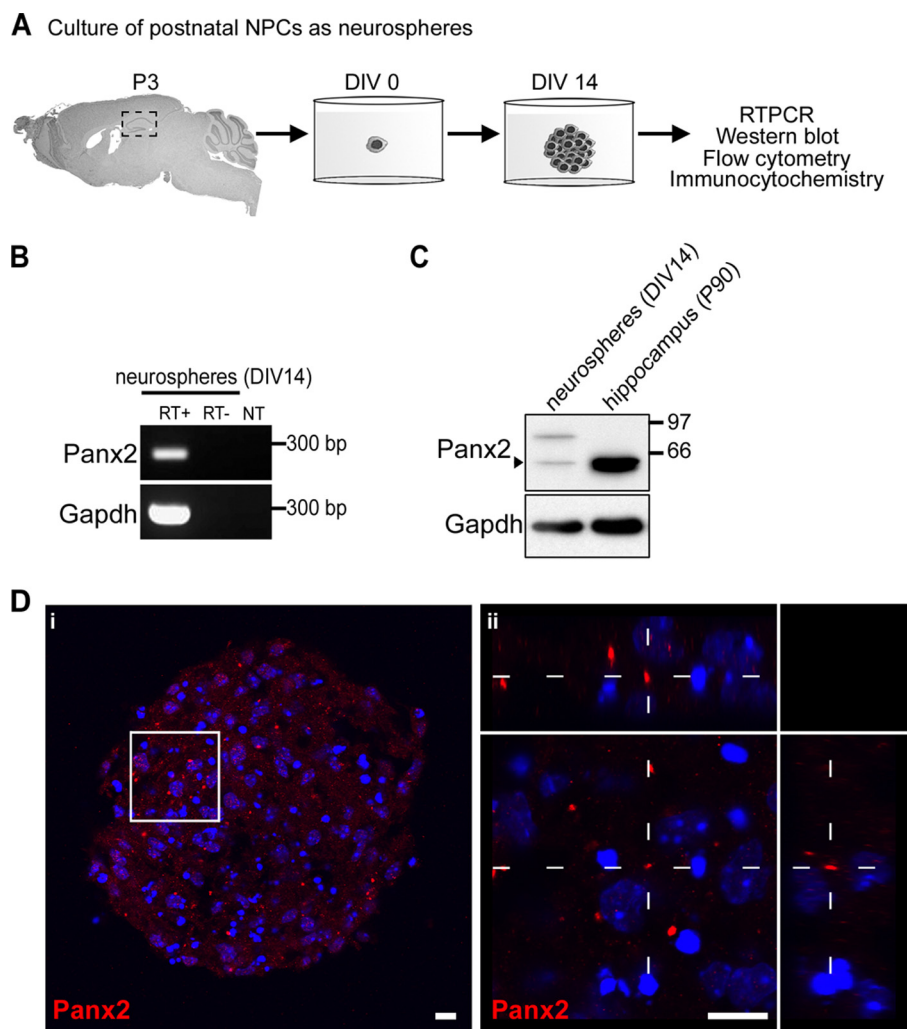 A Culture of postnatal NPCs as neurospheres
P3
DIV 0
DIV 14
RTPCR
Western blot
Flow cytometry
Immunocytochemistry
B
neurospheres (DIV14)
RT+ RT- NT
Panx2
300 bp
Gapdh
300 bp
C
neurospheres (DIV14)
hippocampus (P90)
97
66
Panx2
Gapdh
D
i
Panx2
ii
Panx2